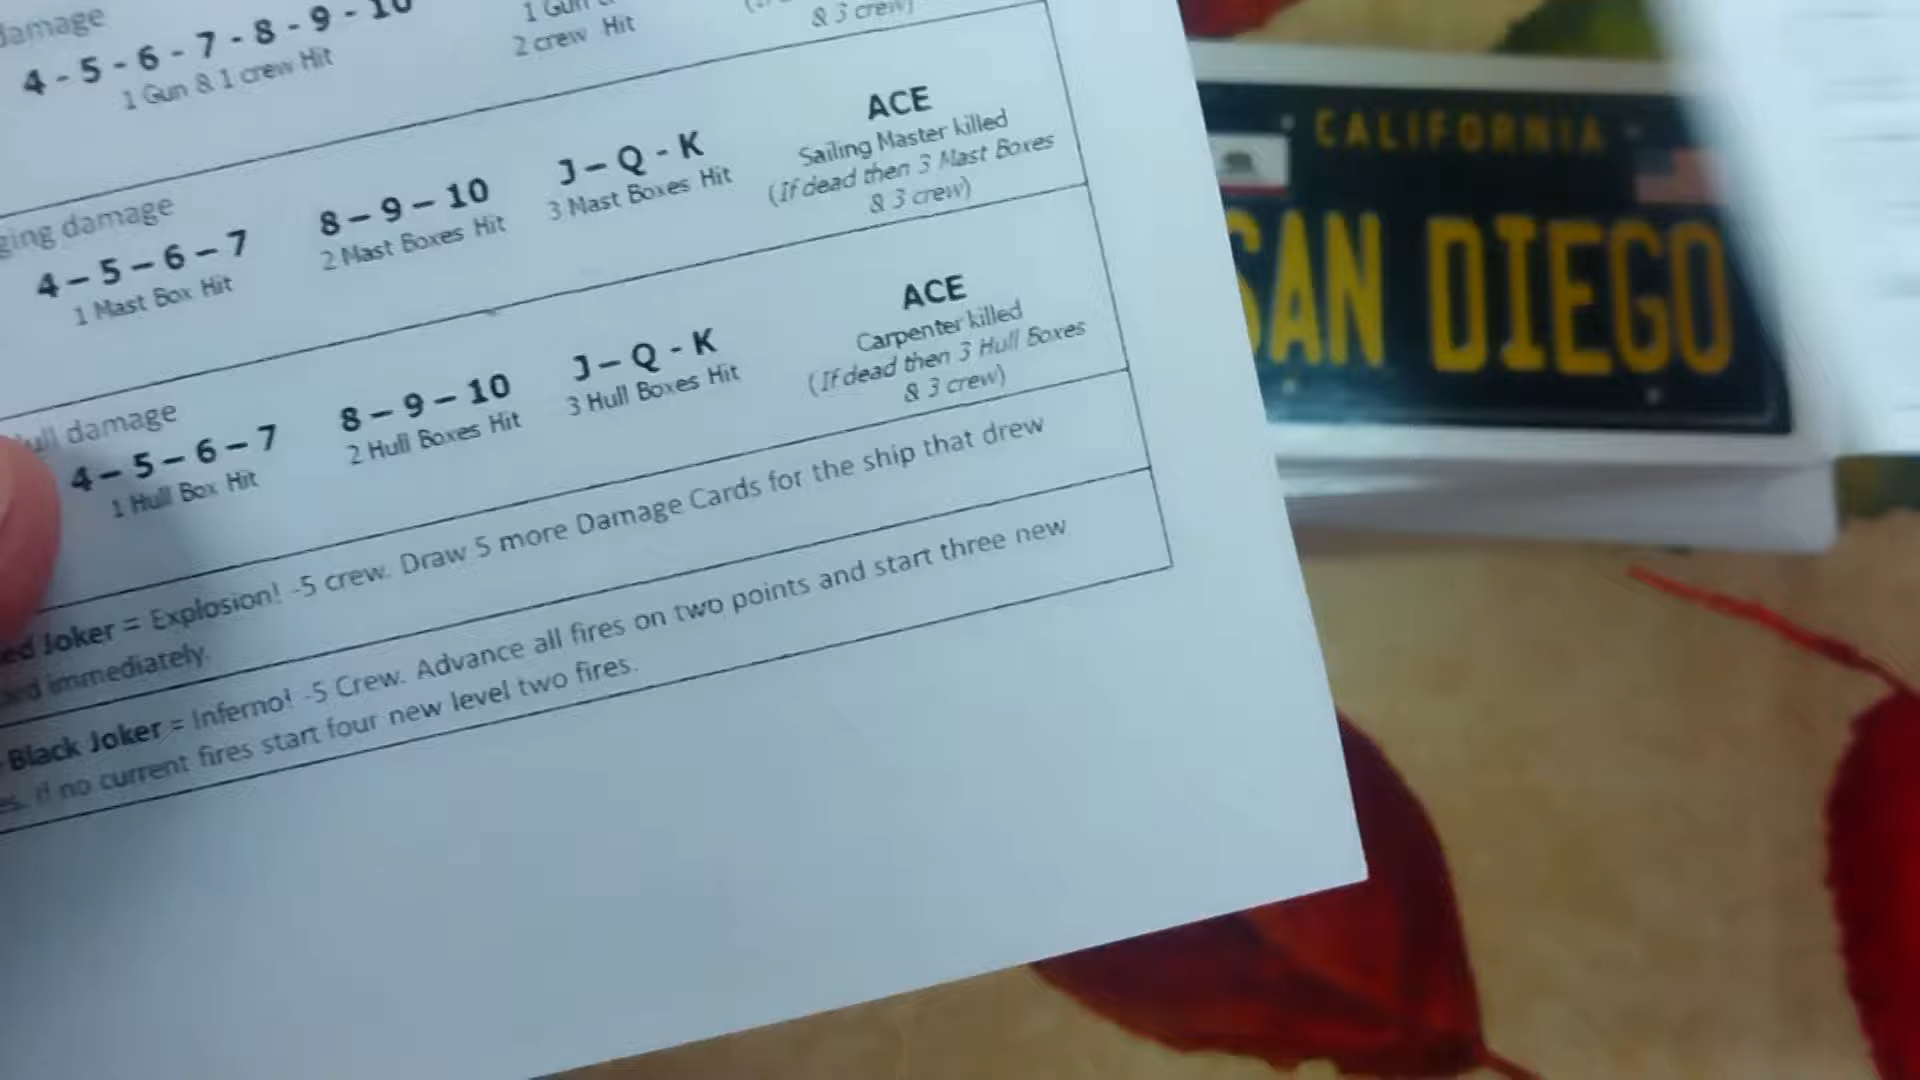 damage
4 - 5 - 6 - 7 - 8 - 9 - 10
1 Gun & 1 crew Hit
1 Gun &
2 crew Hit
& 3 crew)
damage
4 – 5 – 6 – 7
1 Mast Box Hit
8 – 9 – 10
2 Mast Boxes Hit
J – Q - K
3 Mast Boxes Hit
ACE
Sailing Master killed
(If dead then 3 Mast Boxes
& 3 crew)
damage
4 – 5 – 6 – 7
1 Hull Box Hit
8 – 9 – 10
2 Hull Boxes Hit
J – Q - K
3 Hull Boxes Hit
ACE
Carpenter killed
(If dead then 3 Hull Boxes
& 3 crew)
Joker = Explosion! -5 crew. Draw 5 more Damage Cards for the ship that drew
immediately.
Black Joker = Inferno! -5 Crew. Advance all fires on two points and start three new
If no current fires start four new level two fires.
CALIFORNIA
SAN DIEGO